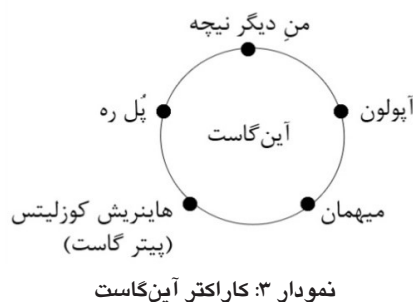 منِ دیگر نیچه
آپولون
پُل ره
آین‌گاست
میهمان
هاینریش کوزلیتس
(پیتر گاست)
نمودار ۳: کاراکتر آین‌گاست